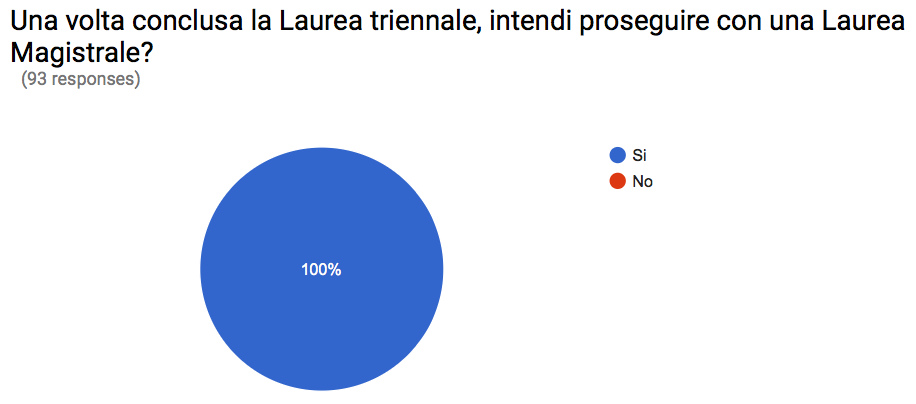 Una volta conclusa la Laurea triennale, intendi proseguire con una Laurea
Magistrale?
(93 responses)
Si
No
100%